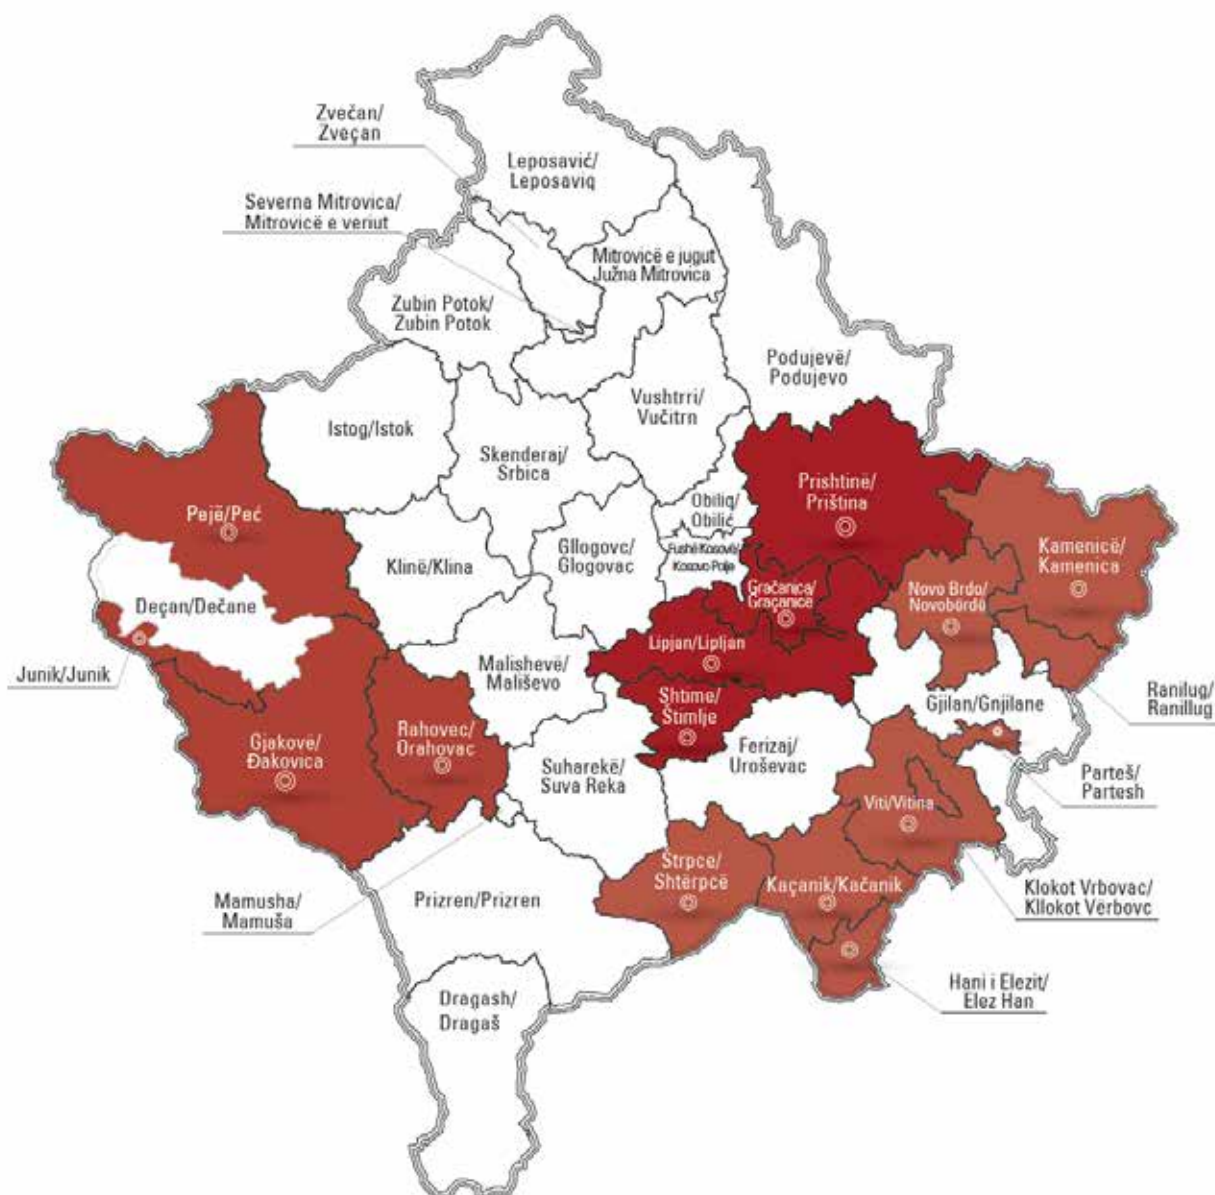 Zvečan/
Zveçan
Leposavić/
Leposaviq
Severna Mitrovica/
Mitrovicë e veriut
Mitrovicë e jugut
Južna Mitrovica
Zubin Potok/
Zubin Potok
Podujevë/
Podujevo
Vushtrri/
Vučitrn
Istog/Istok
Skenderaj/
Srbica
Prishtinë/
Priština
Obiliq/
Obilić
Pejë/Peć
Fushë Kosovë/
Kosovo Polje
Gllogovc/
Glogovac
Kamenicë/
Kamenica
Klinë/Klina
Gračanica/
Graçanicë
Novo Brdo/
Novobërdë
Deçan/Dečane
Lipjan/Lipljan
Junik/Junik
Malishevë/
Mališevo
Shtime/
Štimlje
Gjilan/Gnjilane
Ranilug/
Ranillug
Gjakovë/
Đakovica
Rahovec/
Orahovac
Ferizaj/
Uroševac
Suharekë/
Suva Reka
Parteš/
Partesh
Viti/Vitina
Štrpce/
Shtërpcë
Kaçanik/Kačanik
Klokot Vrbovac/
Kllokot Vërbovc
Mamusha/
Mamuša
Prizren/Prizren
Hani i Elezit/
Elez Han
Dragash/
Dragaš